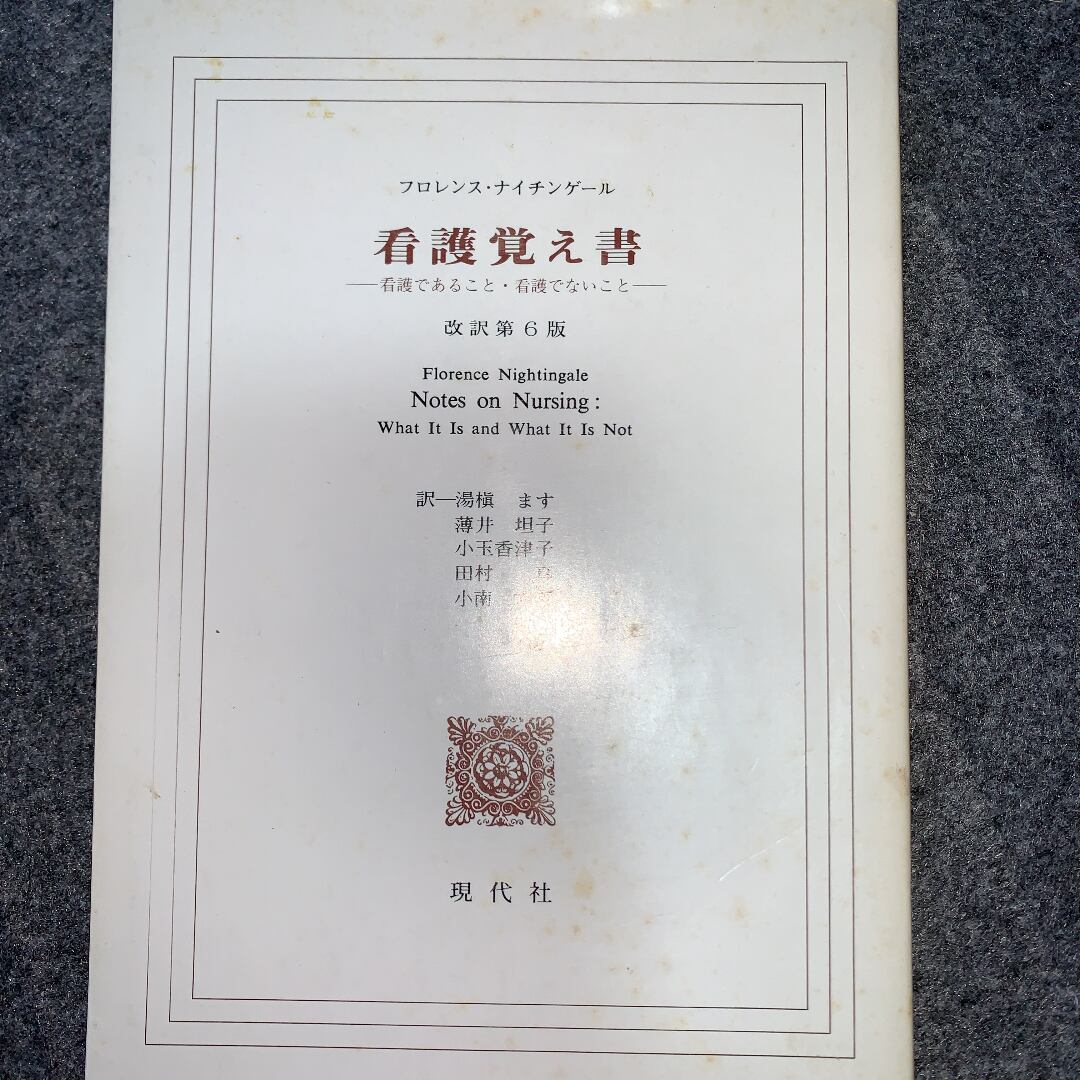 フロレンス・ナイチンゲール
看護覚え書
―看護であること・看護でないこと―
改訳第6版
Florence Nightingale
Notes on Nursing:
What It Is and What It Is Not
訳―湯槇 ます
薄井 坦子
小玉香津子
田村
小南
現代社